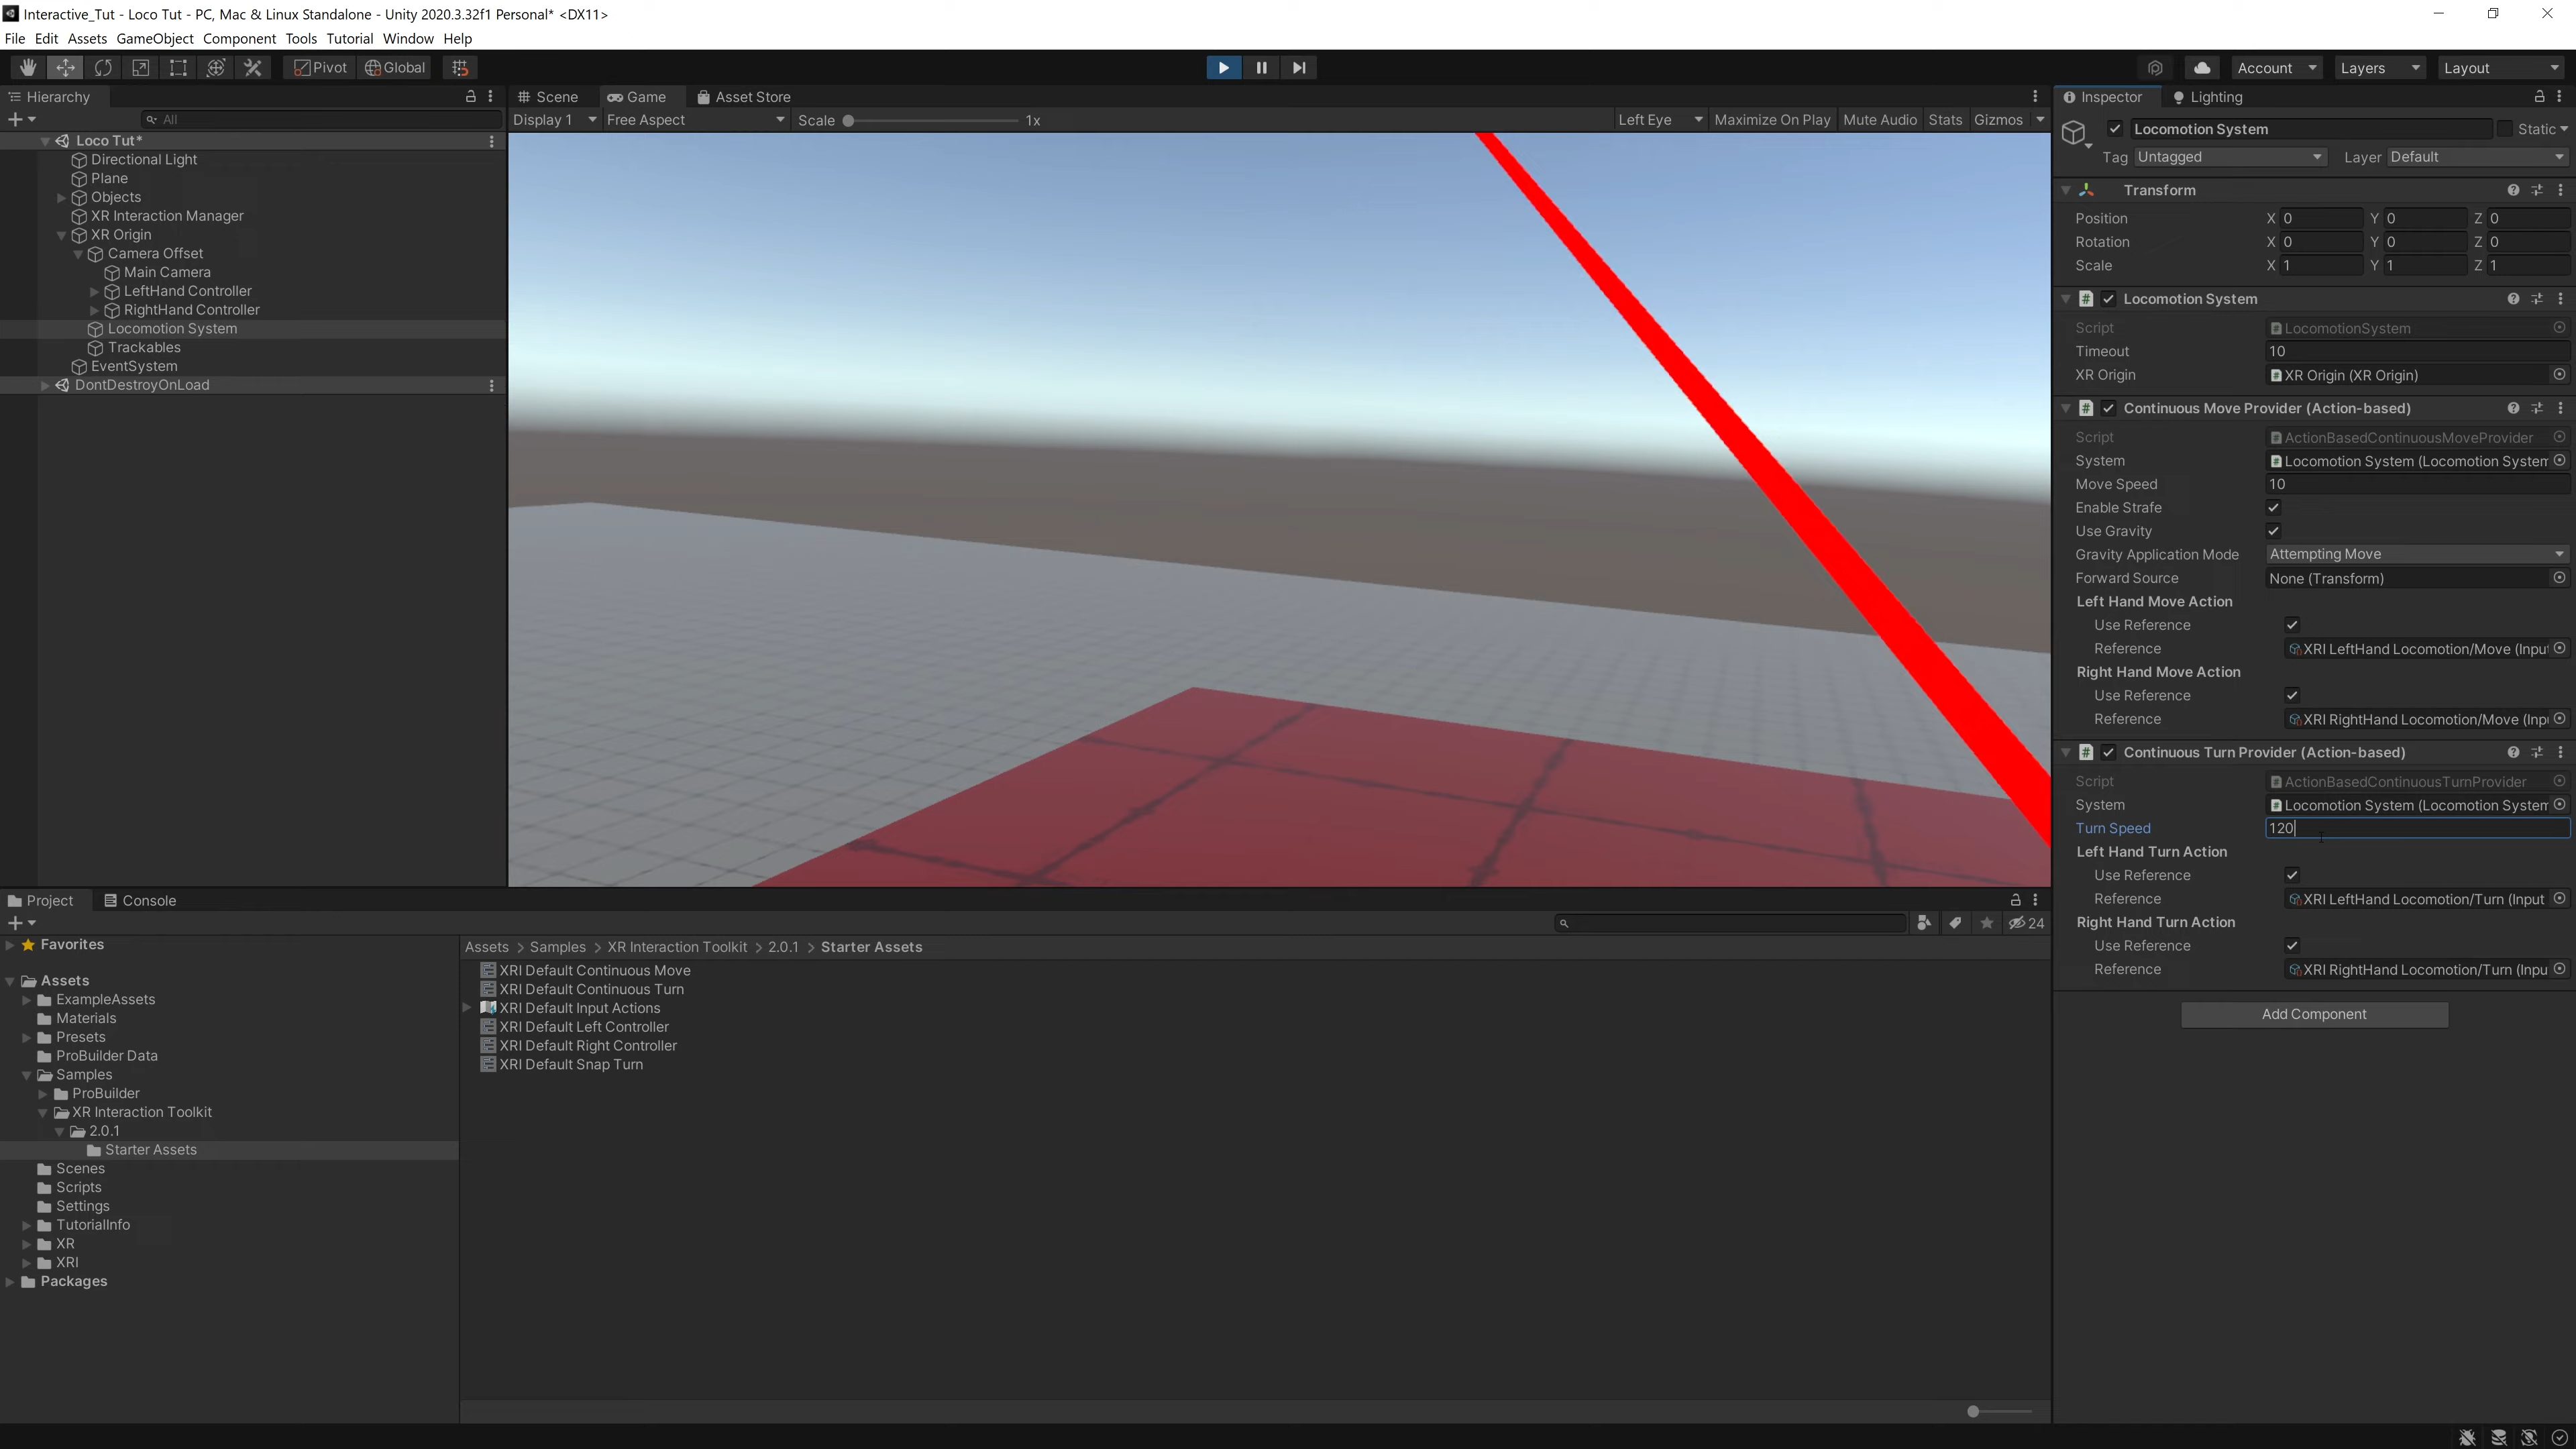 Interactive_Tut - Loco Tut - PC, Mac & Linux Standalone - Unity 2020.3.32f1 Personal* <DX11>
File Edit Assets GameObject Component Tools Tutorial Window Help
Pivot Global Account Layers Layout
Hierarchy
All
Loco Tut*
Directional Light
Plane
Objects
XR Interaction Manager
XR Origin
Camera Offset
Main Camera
LeftHand Controller
RightHand Controller
Locomotion System
Trackables
EventSystem
DontDestroyOnLoad
Scene Game Asset Store
Display 1 Free Aspect Scale 1x Left Eye Maximize On Play Mute Audio Stats Gizmos
Inspector Lighting
Locomotion System Static
Tag Untagged Layer Default
Transform
Position X 0 Y 0 Z 0
Rotation X 0 Y 0 Z 0
Scale X 1 Y 1 Z 1
# Locomotion System
Script LocomotionSystem
Timeout 10
XR Origin XR Origin (XR Origin)
# Continuous Move Provider (Action-based)
Script ActionBasedContinuousMoveProvider
System Locomotion System (Locomotion System
Move Speed 10
Enable Strafe
Use Gravity
Gravity Application Mode Attempting Move
Forward Source None (Transform)
Left Hand Move Action
Use Reference
Reference XRI LeftHand Locomotion/Move (Inpu
Right Hand Move Action
Use Reference
Reference XRI RightHand Locomotion/Move (Inp
# Continuous Turn Provider (Action-based)
Script ActionBasedContinuousTurnProvider
System Locomotion System (Locomotion System
Turn Speed 120
Left Hand Turn Action
Use Reference
Reference XRI LeftHand Locomotion/Turn (Input
Right Hand Turn Action
Use Reference
Reference XRI RightHand Locomotion/Turn (Inpu
Add Component
Project Console
24
Favorites
Assets
ExampleAssets
Materials
Presets
ProBuilder Data
Samples
ProBuilder
XR Interaction Toolkit
2.0.1
Starter Assets
Scenes
Scripts
Settings
TutorialInfo
XR
XRI
Packages
Assets > Samples > XR Interaction Toolkit > 2.0.1 > Starter Assets
XRI Default Continuous Move
XRI Default Continuous Turn
XRI Default Input Actions
XRI Default Left Controller
XRI Default Right Controller
XRI Default Snap Turn